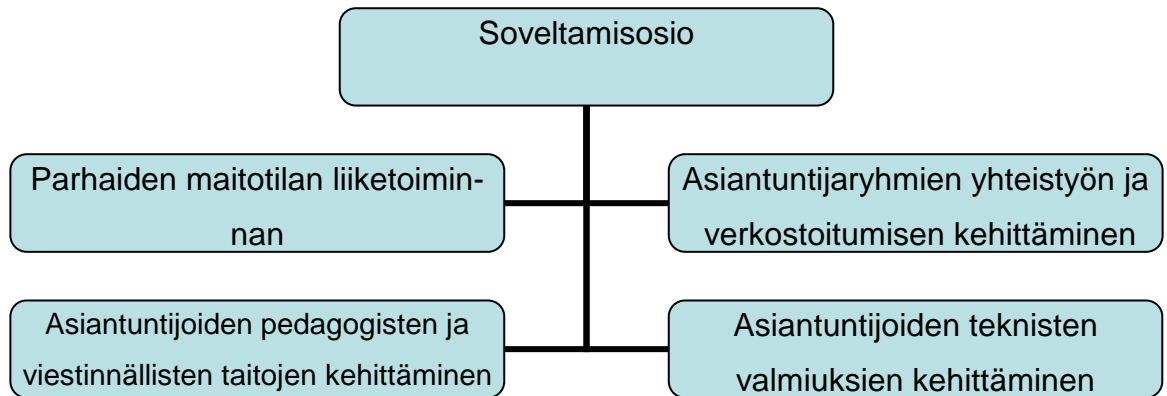 Soveltamisosio
Parhaiden maitotilan liiketoimin-
nan
Asiantuntijaryhmien yhteistyön ja
verkostoitumisen kehittäminen
Asiantuntijoiden pedagogisten ja
viestinnällisten taitojen kehittäminen
Asiantuntijoiden teknisten
valmiuksien kehittäminen